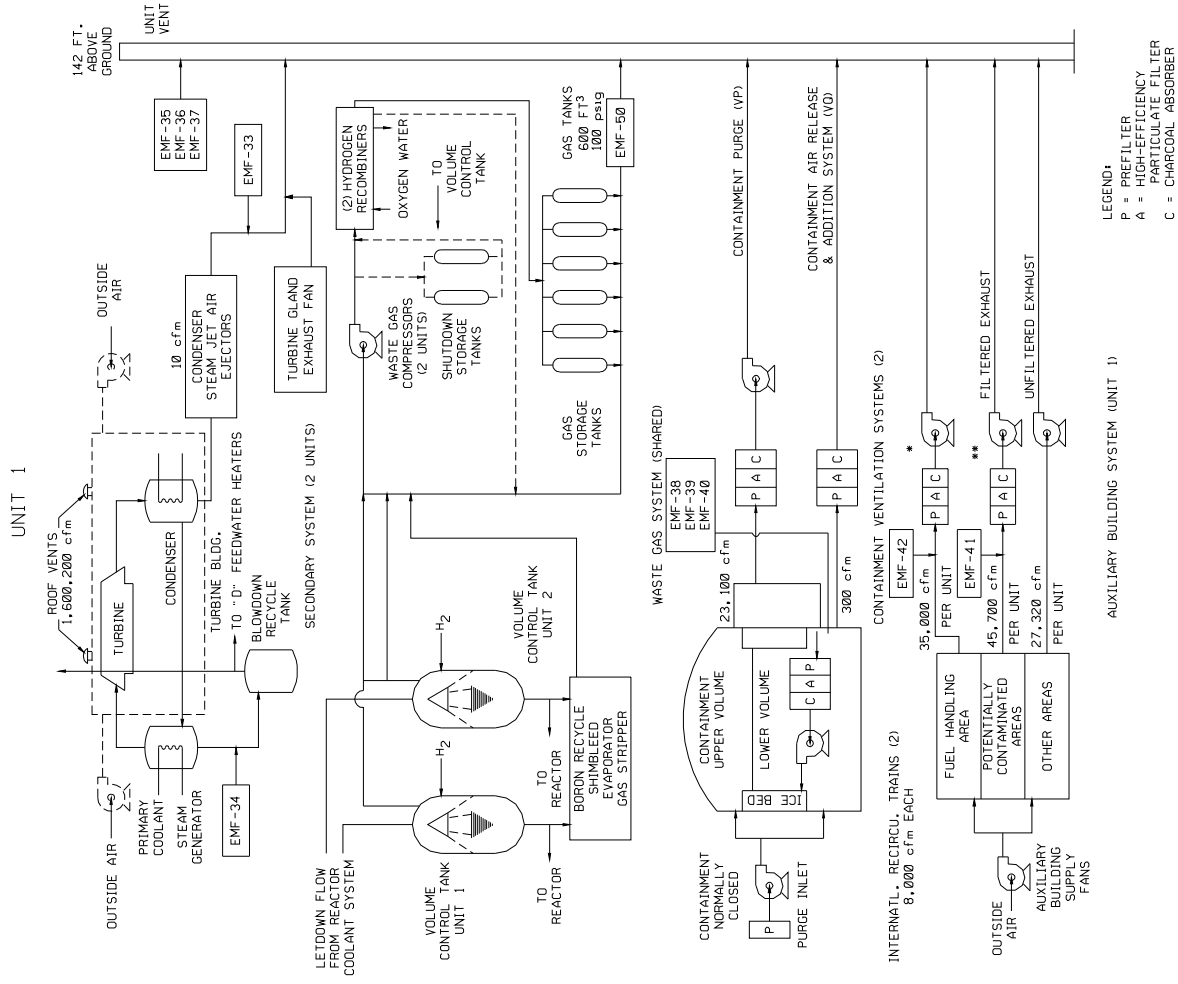 UNIT 1
142 FT.
ABOVE
GROUND
UNIT
VENT
ROOF VENTS
1,600,200 cfm
OUTSIDE
AIR
TURBINE
CONDENSER
TURBINE BLDG.
10 cfm
CONDENSER
STEAM JET AIR
EJECTORS
EMF-33
EMF-35
EMF-36
EMF-37
TURBINE GLAND
EXHAUST FAN
OUTSIDE AIR
PRIMARY
COOLANT
STEAM
GENERATOR
EMF-34
TO "D" FEEDWATER HEATERS
BLOWDOWN
RECYCLE
TANK
SECONDARY SYSTEM (2 UNITS)
LETDOWN FLOW
FROM REACTOR
COOLANT SYSTEM
VOLUME
CONTROL TANK
UNIT 1
H2
TO
REACTOR
H2
VOLUME
CONTROL TANK
UNIT 2
TO
REACTOR
BORON RECYCLE
SHIMBLEED
EVAPORATOR
GAS STRIPPER
WASTE GAS
COMPRESSORS
(2 UNITS)
SHUTDOWN
STORAGE
TANKS
(2) HYDROGEN
RECOMBINERS
OXYGEN WATER
TO
VOLUME
CONTROL
TANK
GAS
STORAGE
TANKS
GAS TANKS
600 FT³
100 psig
EMF-50
WASTE GAS SYSTEM (SHARED)
EMF-38
EMF-39
EMF-40
CONTAINMENT
NORMALLY
CLOSED
P
PURGE INLET
CONTAINMENT
UPPER VOLUME
LOWER VOLUME
ICE BED
C A P
23,100 cfm
P A C
CONTAINMENT PURGE (VP)
300 cfm
P A C
CONTAINMENT AIR RELEASE
& ADDITION SYSTEM (VQ)
CONTAINMENT VENTILATION SYSTEMS (2)
INTERNATL. RECIRCU. TRAINS (2)
8,000 cfm EACH
OUTSIDE
AIR
AUXILIARY
BUILDING
SUPPLY
FANS
FUEL HANDLING
AREA
POTENTIALLY
CONTAMINATED
AREAS
OTHER AREAS
EMF-42
35,000 cfm
PER UNIT
P A C
*
EMF-41
45,700 cfm
PER UNIT
P A C
**
FILTERED EXHAUST
27,320 cfm
PER UNIT
UNFILTERED EXHAUST
AUXILIARY BUILDING SYSTEM (UNIT 1)
LEGEND:
P = PREFILTER
A = HIGH-EFFICIENCY
PARTICULATE FILTER
C = CHARCOAL ABSORBER